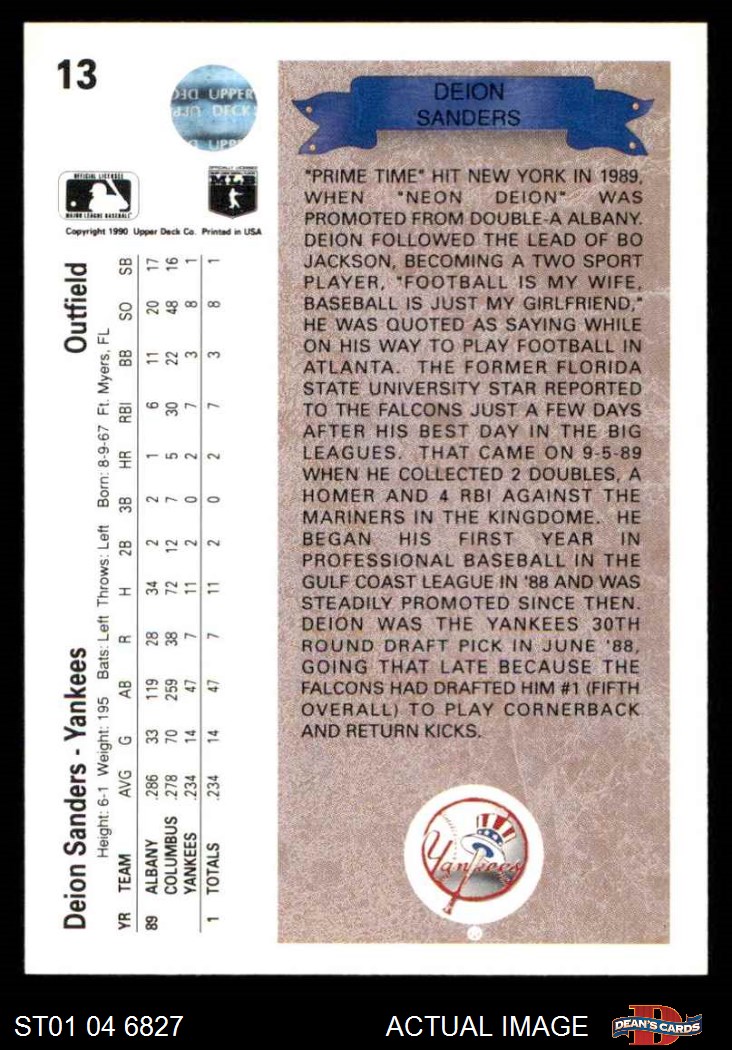 13
DEC UPPER
DECK
UPPE
OFFICIAL LICENSEE
MAJOR LEAGUE BASEBALL
MLB
Copyright 1990 Upper Deck Co. Printed in USA
Deion Sanders - Yankees Outfield
Height: 6-1 Weight: 195 Bats: Left Throws: Left Born: 8-9-67 Ft. Myers, FL
YR TEAM AVG G AB R H 2B 3B HR RBI BB SO SB
89 ALBANY .286 33 119 28 34 2 2 1 6 11 20 17
COLUMBUS .278 70 259 38 72 12 7 5 30 22 48 16
YANKEES .234 14 47 7 11 2 0 2 7 3 8 1
1 TOTALS .234 14 47 7 11 2 0 2 7 3 8 1
DEION
SANDERS
"PRIME TIME" HIT NEW YORK IN 1989,
WHEN "NEON DEION" WAS
PROMOTED FROM DOUBLE-A ALBANY.
DEION FOLLOWED THE LEAD OF BO
JACKSON, BECOMING A TWO SPORT
PLAYER, "FOOTBALL IS MY WIFE,
BASEBALL IS JUST MY GIRLFRIEND,"
HE WAS QUOTED AS SAYING WHILE
ON HIS WAY TO PLAY FOOTBALL IN
ATLANTA. THE FORMER FLORIDA
STATE UNIVERSITY STAR REPORTED
TO THE FALCONS JUST A FEW DAYS
AFTER HIS BEST DAY IN THE BIG
LEAGUES. THAT CAME ON 9-5-89
WHEN HE COLLECTED 2 DOUBLES, A
HOMER AND 4 RBI AGAINST THE
MARINERS IN THE KINGDOME. HE
BEGAN HIS FIRST YEAR IN
PROFESSIONAL BASEBALL IN THE
GULF COAST LEAGUE IN '88 AND WAS
STEADILY PROMOTED SINCE THEN.
DEION WAS THE YANKEES 30TH
ROUND DRAFT PICK IN JUNE '88,
GOING THAT LATE BECAUSE THE
FALCONS HAD DRAFTED HIM #1 (FIFTH
OVERALL) TO PLAY CORNERBACK
AND RETURN KICKS.
Yankees
ST01 04 6827
ACTUAL IMAGE
D
DEAN'S CARDS